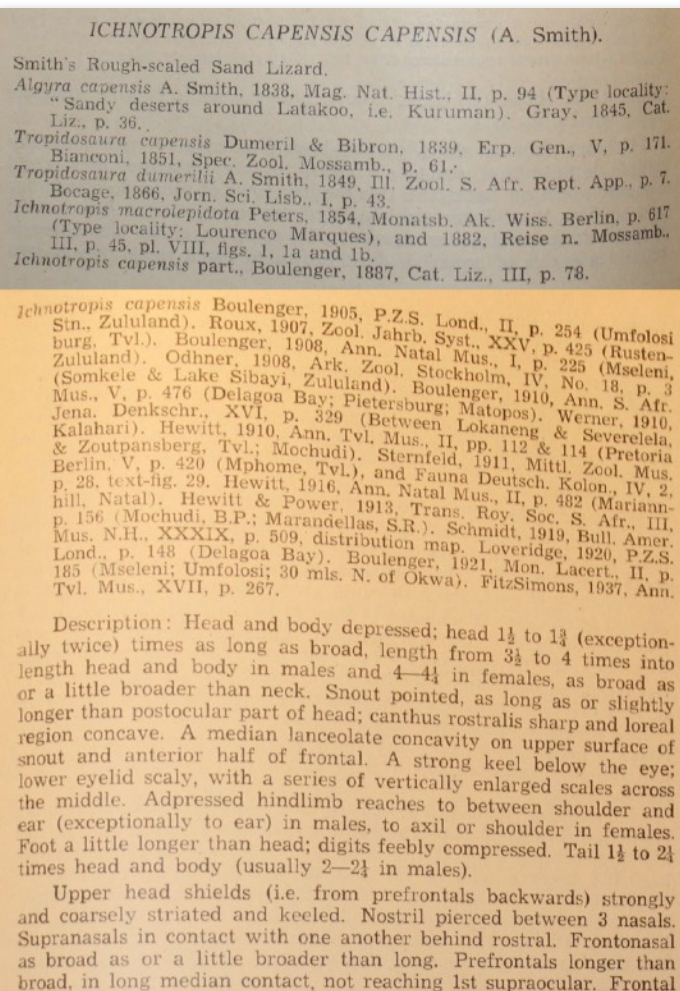 ICHNOTROPIS CAPENSIS CAPENSIS (A. Smith).
Smith's Rough-scaled Sand Lizard.
Algyra capensis A. Smith, 1838, Mag. Nat. Hist., II, p. 94 (Type locality:
"Sandy deserts around Latakoo, i.e. Kuruman). Gray, 1845, Cat.
Liz., p. 36.
Tropidosaura capensis Dumeril & Bibron, 1839, Erp. Gen., V, p. 171.
Bianconi, 1851, Spec. Zool. Mossamb., p. 61.
Tropidosaura dumerilii A. Smith, 1849, Ill. Zool. S. Afr. Rept. App., p. 7.
Bocage, 1866, Jorn. Sci. Lisb., I, p. 43.
Ichnotropis macrolepidota Peters, 1854, Monatsb. Ak. Wiss. Berlin, p. 617
(Type locality: Lourenco Marques), and 1882, Reise n. Mossamb.,
III, p. 45, pl. VIII, figs. 1, 1a and 1b.
Ichnotropis capensis part., Boulenger, 1887, Cat. Liz., III, p. 78.
Ichnotropis capensis Boulenger, 1905, P.Z.S. Lond., II, p. 254 (Umfolosi
Stn., Zululand). Roux, 1907, Zool. Jahrb. Syst., XXV, p. 425 (Rusten-
burg, Tvl.). Boulenger, 1908, Ann. Natal Mus., I, p. 225 (Mseleni,
Zululand). Odhner, 1908, Ark. Zool. Stockholm, IV, No. 18, p. 3
(Somkele & Lake Sibayi, Zululand). Boulenger, 1910, Ann. S. Afr.
Mus., V, p. 476 (Delagoa Bay; Pietersburg; Matopos). Werner, 1910,
Jena. Denkschr., XVI, p. 329 (Between Lokaneng & Severelela,
Kalahari). Hewitt, 1910, Ann. Tvl. Mus., II, pp. 112 & 114 (Pretoria
& Zoutpansberg, Tvl.; Mochudi). Sternfeld, 1911, Mittl. Zool. Mus.
Berlin, V, p. 420 (Mphome, Tvl.), and Fauna Deutsch. Kolon., IV, 2,
p. 28, text-fig. 29. Hewitt, 1916, Ann. Natal Mus., II, p. 482 (Mariann-
hill, Natal). Hewitt & Power, 1913, Trans. Roy. Soc. S. Afr., III,
p. 156 (Mochudi, B.P.; Marandellas, S.R.). Schmidt, 1919, Bull. Amer.
Mus. N.H., XXXIX, p. 509, distribution map. Loveridge, 1920, P.Z.S.
Lond., p. 148 (Delagoa Bay). Boulenger, 1921, Mon. Lacert., II, p.
185 (Mseleni; Umfolosi; 30 mls. N. of Okwa). FitzSimons, 1937, Ann.
Tvl. Mus., XVII, p. 267.
Description: Head and body depressed; head 1½ to 1¾ (exception-
ally twice) times as long as broad, length from 3½ to 4 times into
length head and body in males and 4—4¼ in females, as broad as
or a little broader than neck. Snout pointed, as long as or slightly
longer than postocular part of head; canthus rostralis sharp and loreal
region concave. A median lanceolate concavity on upper surface of
snout and anterior half of frontal. A strong keel below the eye;
lower eyelid scaly, with a series of vertically enlarged scales across
the middle. Adpressed hindlimb reaches to between shoulder and
ear (exceptionally to ear) in males, to axil or shoulder in females.
Foot a little longer than head; digits feebly compressed. Tail 1½ to 2¼
times head and body (usually 2—2¼ in males).
Upper head shields (i.e. from prefrontals backwards) strongly
and coarsely striated and keeled. Nostril pierced between 3 nasals.
Supranasals in contact with one another behind rostral. Frontonasal
as broad as or a little broader than long. Prefrontals longer than
broad, in long median contact, not reaching 1st supraocular. Frontal